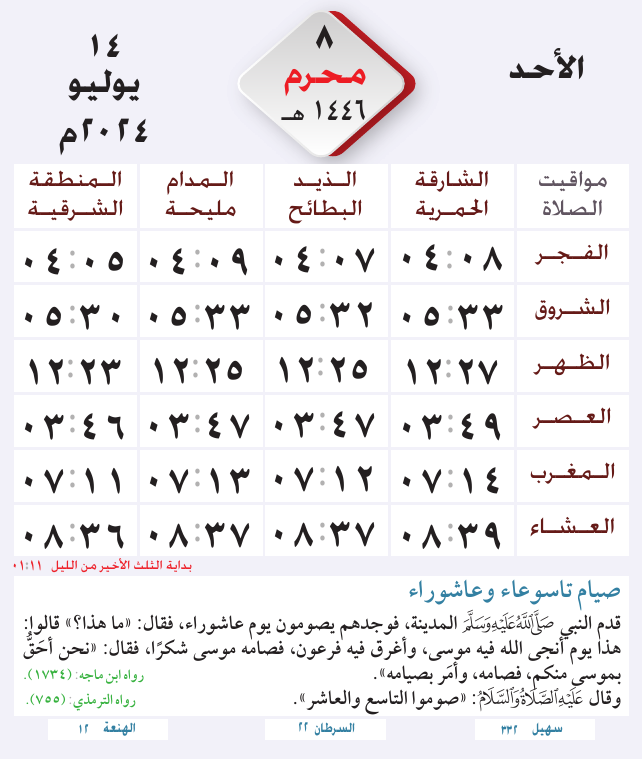 الأحد
٨
محرم
١٤٤٦ هـ
١٤
يوليو
٢٠٢٤م
مواقيت الصلاة | الشارقة الحمرية | الذيد البطائح | المدام مليحة | المنطقة الشرقية
الفجر ٠٤:٠٨ ٠٤:٠٧ ٠٤:٠٩ ٠٤:٠٥
الشروق ٠٥:٣٣ ٠٥:٣٢ ٠٥:٣٣ ٠٥:٣٠
الظهر ١٢:٢٧ ١٢:٢٥ ١٢:٢٥ ١٢:٢٣
العصر ٠٣:٤٩ ٠٣:٤٧ ٠٣:٤٧ ٠٣:٤٦
المغرب ٠٧:١٤ ٠٧:١٢ ٠٧:١٣ ٠٧:١١
العشاء ٠٨:٣٩ ٠٨:٣٧ ٠٨:٣٧ ٠٨:٣٦
بداية الثلث الأخير من الليل ٠١:١١
صيام تاسوعاء وعاشوراء
قدم النبي صَلَّى اللَّهُ عَلَيْهِ وَسَلَّمَ المدينة، فوجدهم يصومون يوم عاشوراء، فقال: «ما هذا؟» قالوا:
هذا يوم أنجى الله فيه موسى، وأغرق فيه فرعون، فصامه موسى شكرًا، فقال: «نحن أحَقُّ
بموسى منكم، فصامه، وأمَر بصيامه». رواه ابن ماجه: (١٧٣٤).
وقال عَلَيْهِ الصَّلَاةُ وَالسَّلَامُ: «صوموا التاسع والعاشر». رواه الترمذي: (٧٥٥).
سهيل ٣٣٢
السرطان ٢٢
الهنعة ١٢